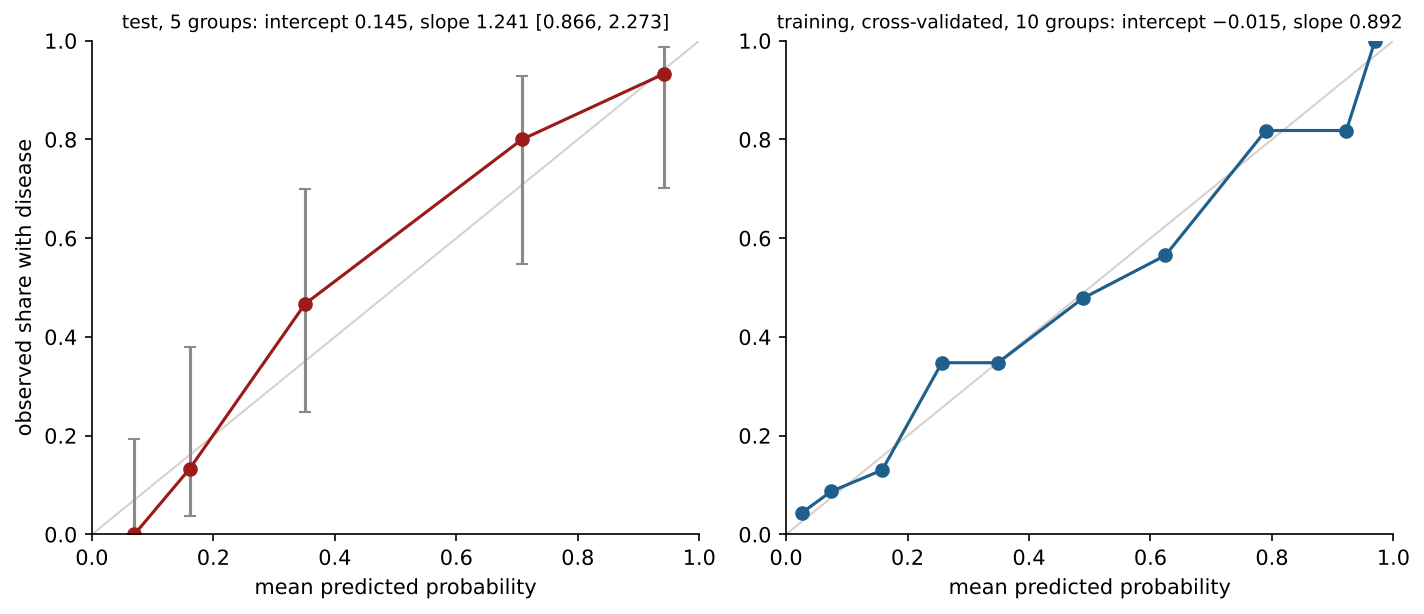 test, 5 groups: intercept 0.145, slope 1.241 [0.866, 2.273]
observed share with disease
1.0
0.8
0.6
0.4
0.2
0.0
0.0 0.2 0.4 0.6 0.8 1.0
mean predicted probability
training, cross-validated, 10 groups: intercept −0.015, slope 0.892
1.0
0.8
0.6
0.4
0.2
0.0
0.0 0.2 0.4 0.6 0.8 1.0
mean predicted probability